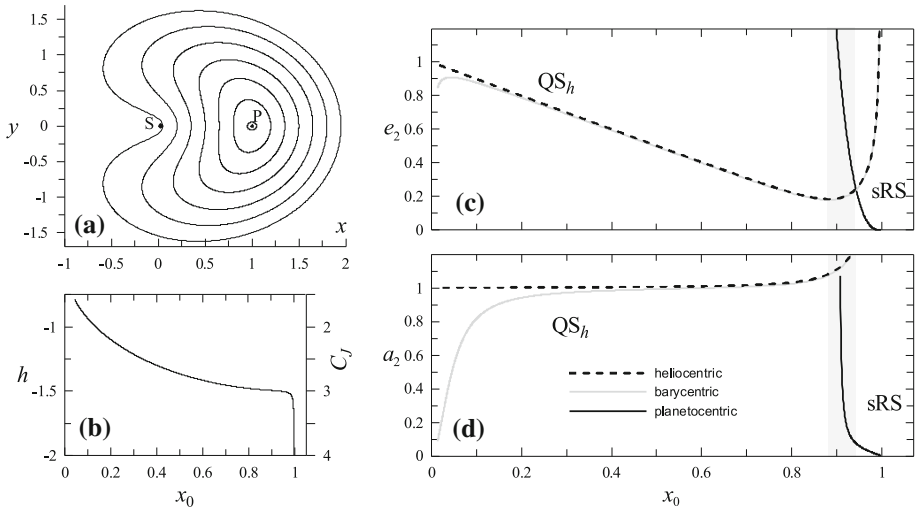 1.5
1
0.5
y
0
-0.5
-1
-1.5
S
P
(a)
x
-1 -0.5 0 0.5 1 1.5 2
-1
h
-1.5
-2
(b)
2
C_J
3
4
0 0.2 0.4 0.6 0.8 1
x_0
1
0.8
0.6
e_2
0.4
0.2
0
QS_h
(c)
sRS
1
0.8
a_2
0.6
0.4
0.2
0
QS_h
heliocentric
barycentric
planetocentric
sRS
(d)
0 0.2 0.4 0.6 0.8 1
x_0